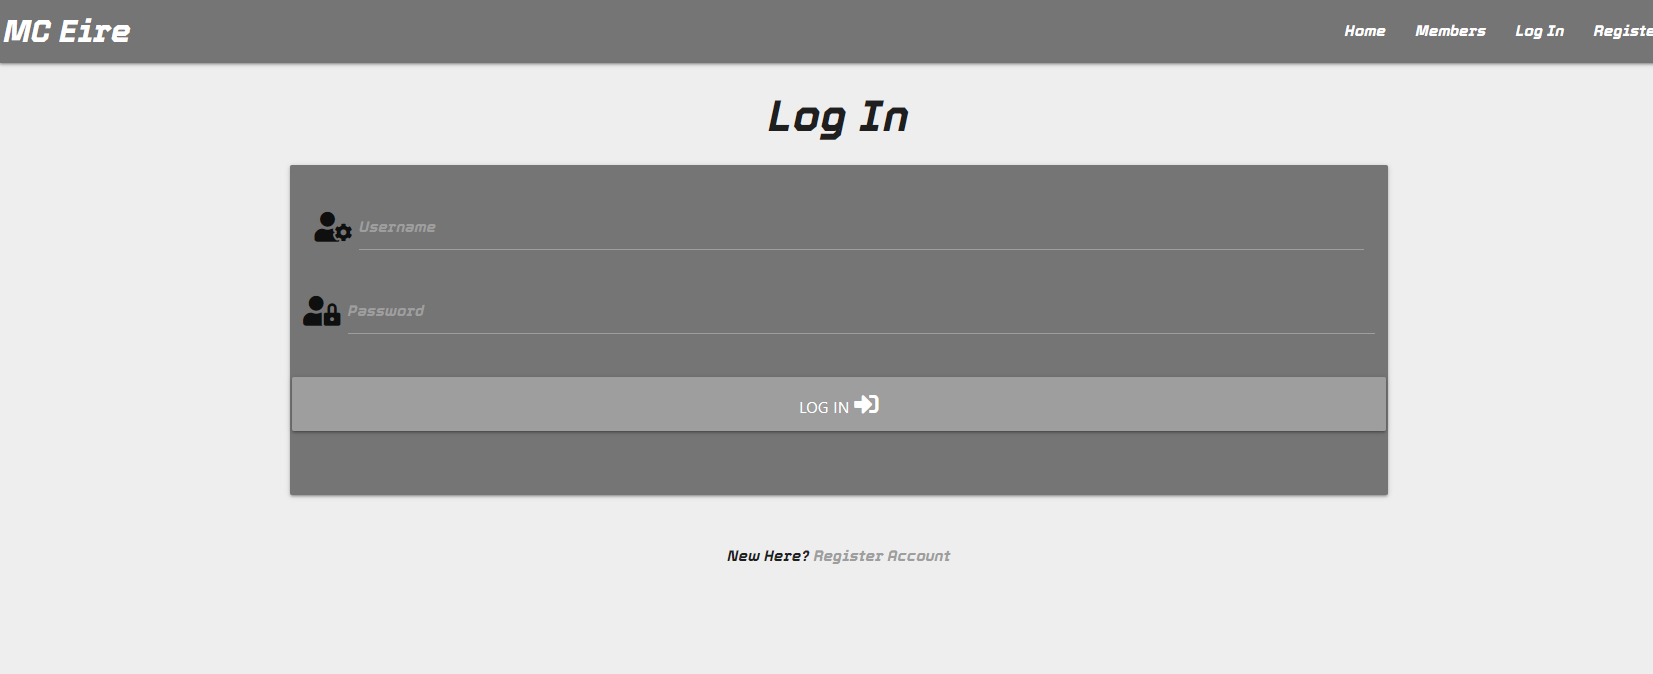 MC Eire
Home Members Log In Registe
Log In
Username
Password
LOG IN
New Here? Register Account